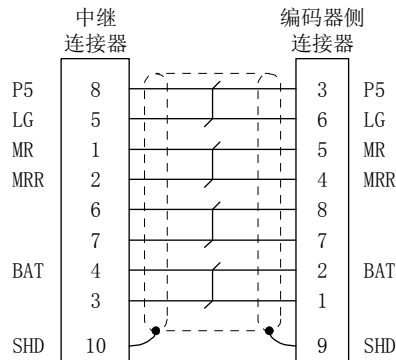 中继 编码器侧
连接器 连接器
P5 8 3 P5
LG 5 6 LG
MR 1 5 MR
MRR 2 4 MRR
6 8
7 7
BAT 4 2 BAT
3 1
SHD 10 9 SHD